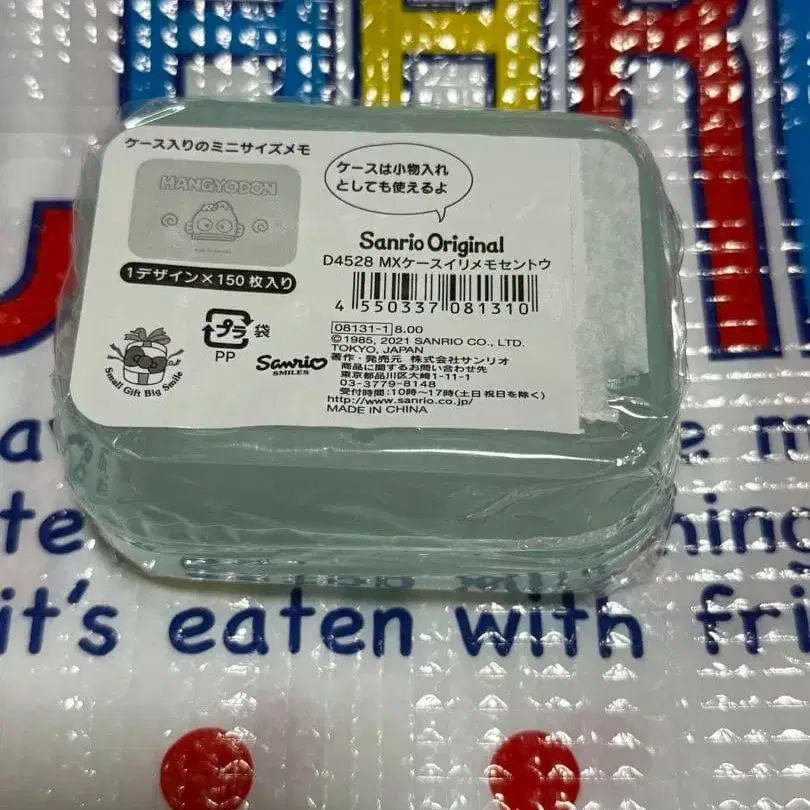 ケース入りのミニサイズメモ
HANGYODON
1デザイン×150枚入り
ケースは小物入れ
としても使えるよ
Sanrio Original
D4528 MXケースイリメモセントウ
4 550337 081310
08131-1 8.00
©1985, 2021 SANRIO CO., LTD.
TOKYO, JAPAN
著作・発売元 株式会社サンリオ
商品に関するお問い合わせ先
東京都品川区大崎1-11-1
03-3779-8148
受付時間:10時〜17時(土日祝日を除く)
http://www.sanrio.co.jp/
MADE IN CHINA
プラ 袋
PP
Sanrio
SMILES
Small Gift Big Smile
it's eaten with fri